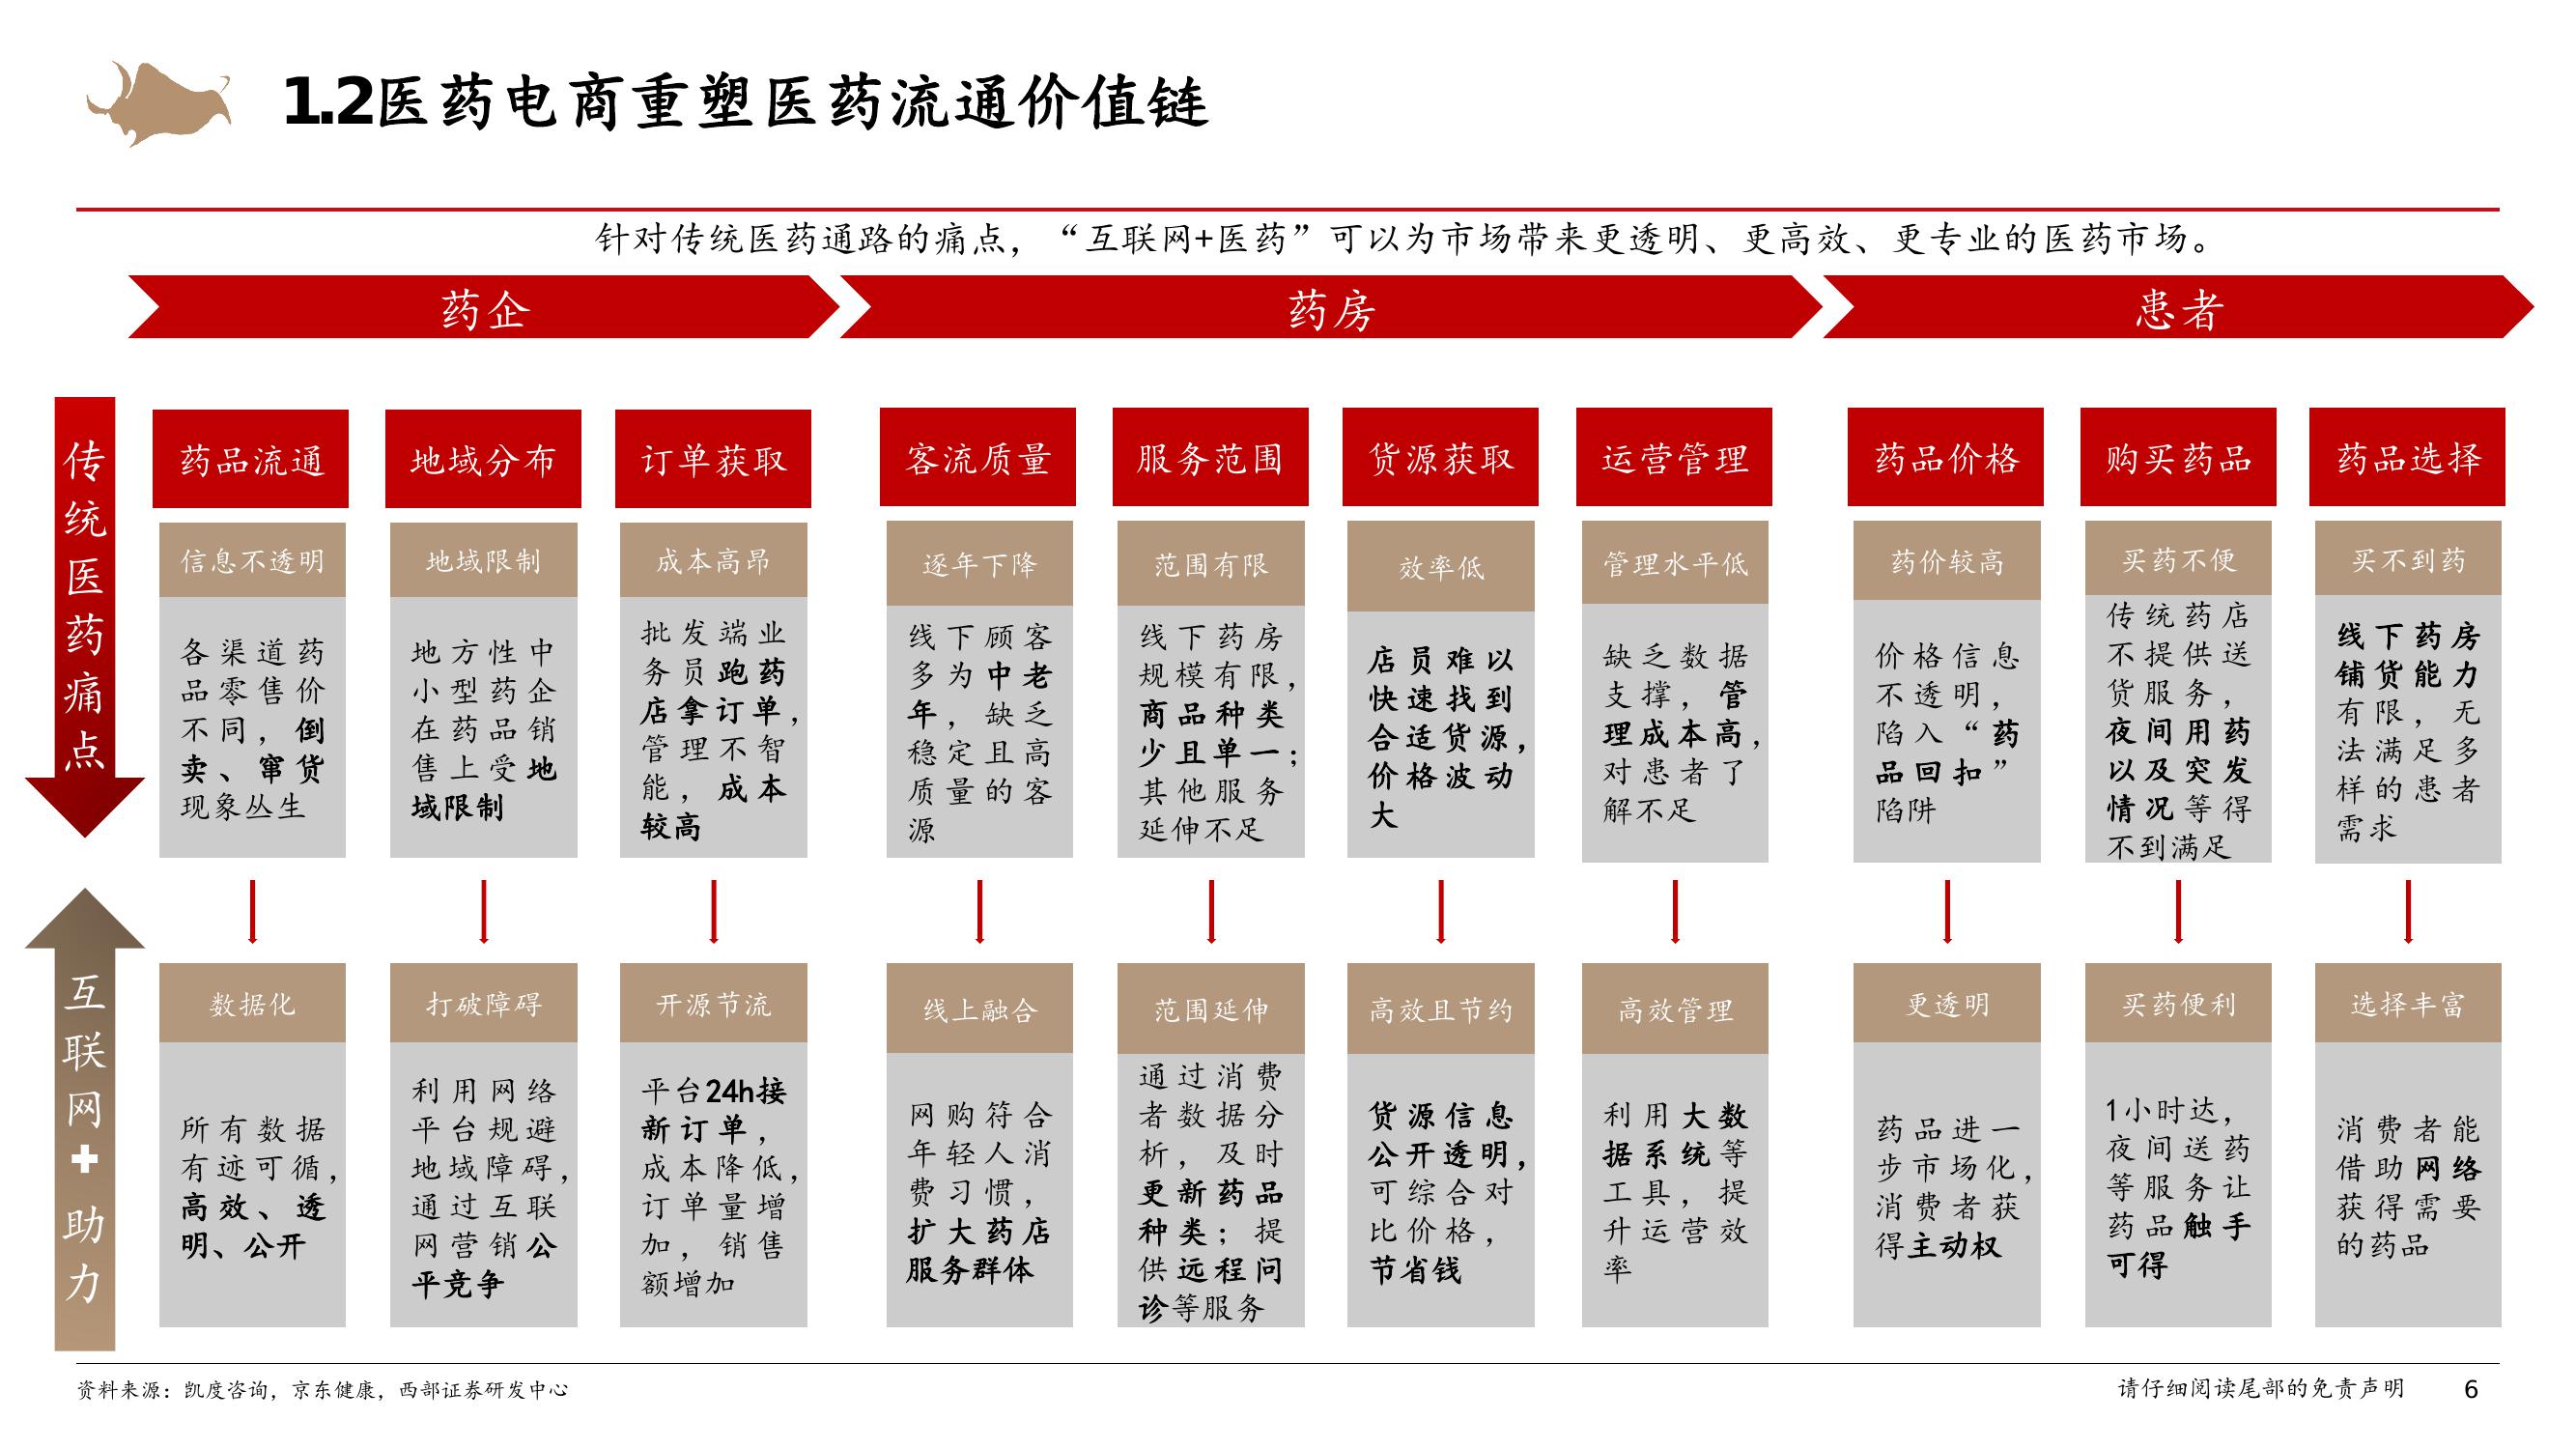 1.2医药电商重塑医药流通价值链
针对传统医药通路的痛点，“互联网+医药”可以为市场带来更透明、更高效、更专业的医药市场。
药企
药房
患者
传
统
医
药
痛
点
药品流通
地域分布
订单获取
客流质量
服务范围
货源获取
运营管理
药品价格
购买药品
药品选择
信息不透明
地域限制
成本高昂
逐年下降
范围有限
效率低
管理水平低
药价较高
买药不便
买不到药
各渠道药
品零售价
不同，倒
卖、窜货
现象丛生
地方性中
小型药企
在药品销
售上受地
域限制
批发端业
务员跑药
店拿订单，
管理不智
能，成本
较高
线下顾客
多为中老
年，缺乏
稳定且高
质量的客
源
线下药房
规模有限，
商品种类
少且单一；
其他服务
延伸不足
店员难以
快速找到
合适货源，
价格波动
大
缺乏数据
支撑，管
理成本高，
对患者了
解不足
价格信息
不透明，
陷入“药
品回扣”
陷阱
传统药店
不提供送
货服务，
夜间用药
以及突发
情况等得
不到满足
线下药房
铺货能力
有限，无
法满足多
样的患者
需求
互
联
网
+
助
力
数据化
打破障碍
开源节流
线上融合
范围延伸
高效且节约
高效管理
更透明
买药便利
选择丰富
所有数据
有迹可循，
高效、透
明、公开
利用网络
平台规避
地域障碍，
通过互联
网营销公
平竞争
平台24h接
新订单，
成本降低，
订单量增
加，销售
额增加
网购符合
年轻人消
费习惯，
扩大药店
服务群体
通过消费
者数据分
析，及时
更新药品
种类；提
供远程问
诊等服务
货源信息
公开透明，
可综合对
比价格，
节省钱
利用大数
据系统等
工具，提
升运营效
率
药品进一
步市场化，
消费者获
得主动权
1小时达，
夜间送药
等服务让
药品触手
可得
消费者能
借助网络
获得需要
的药品
资料来源：凯度咨询，京东健康，西部证券研发中心
请仔细阅读尾部的免责声明
6